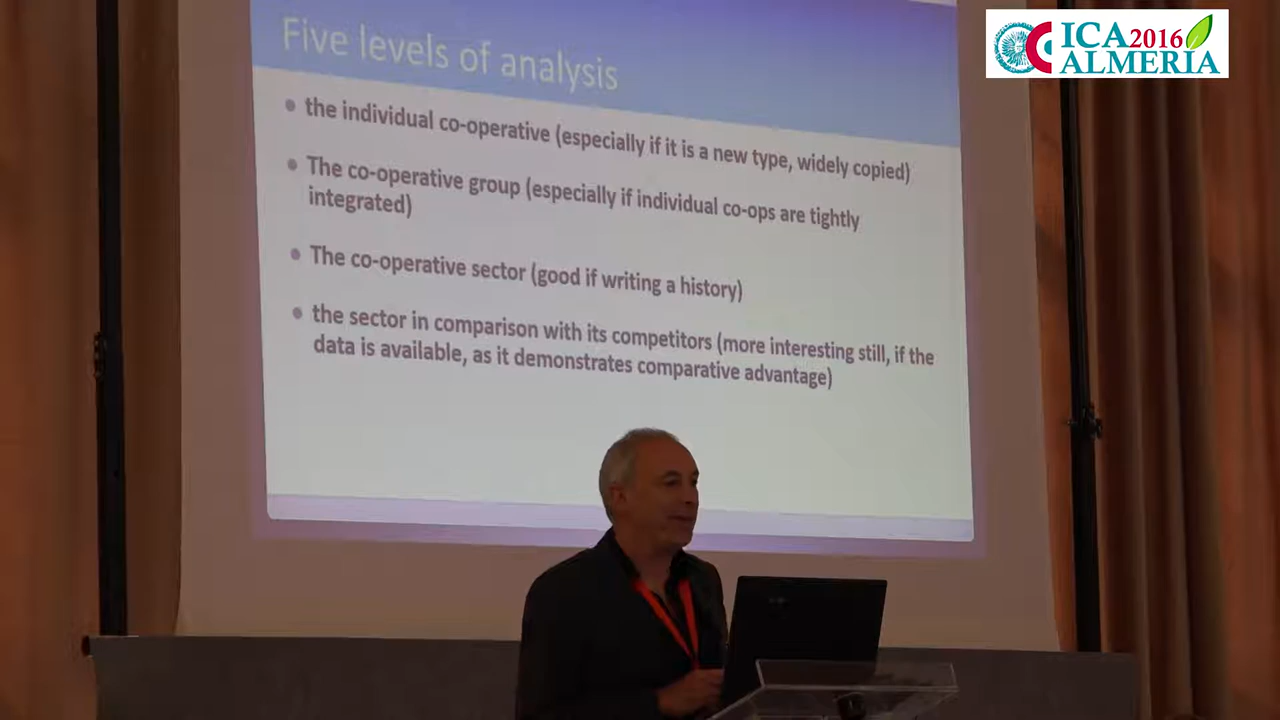 ICA 2016
ALMERIA
Five levels of analysis
the individual co-operative (especially if it is a new type, widely copied)
The co-operative group (especially if individual co-ops are tightly
integrated)
The co-operative sector (good if writing a history)
the sector in comparison with its competitors (more interesting still, if the
data is available, as it demonstrates comparative advantage)